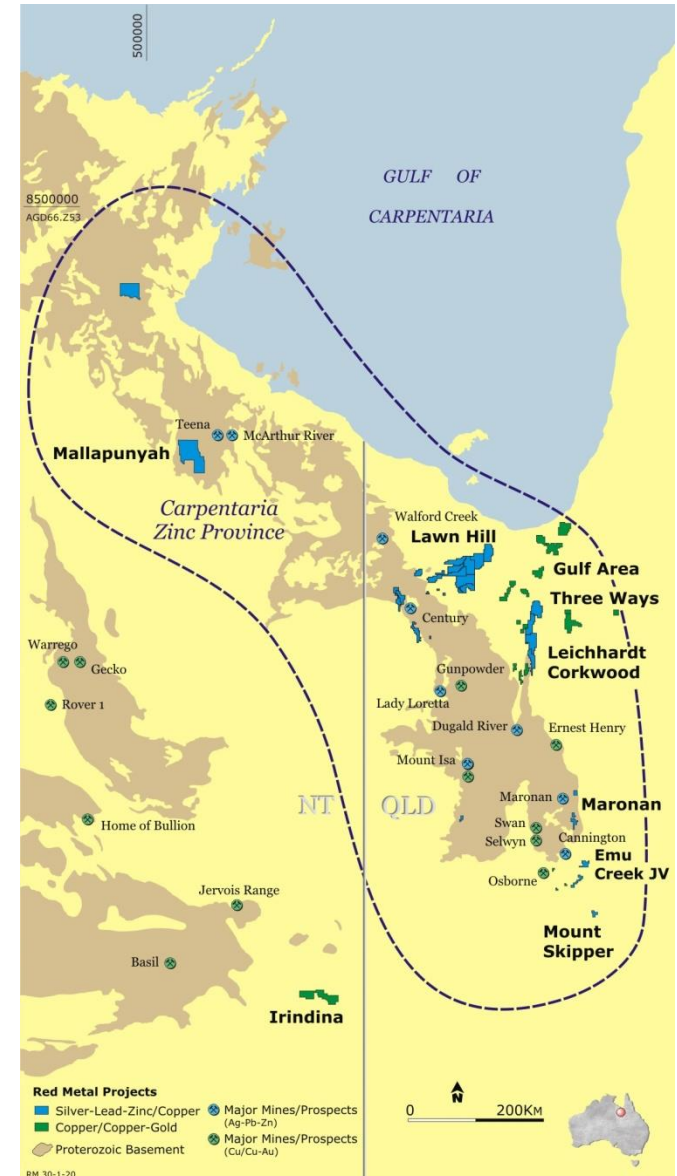 500000
8500000
AGD66.Z53
GULF OF
CARPENTARIA
Teena
McArthur River
Mallapunyah
Carpentaria
Zinc Province
Walford Creek
Lawn Hill
Gulf Area
Century
Three Ways
Leichhardt
Corkwood
Warrego
Gecko
Gunpowder
Rover 1
Lady Loretta
Dugald River
Ernest Henry
Mount Isa
NT
QLD
Maronan
Maronan
Home of Bullion
Swan
Selwyn
Cannington
Emu
Creek JV
Osborne
Jervois Range
Mount
Skipper
Basil
Irindina
Red Metal Projects
Silver-Lead-Zinc/Copper
Copper/Copper-Gold
Proterozoic Basement
Major Mines/Prospects
(Ag-Pb-Zn)
Major Mines/Prospects
(Cu/Cu-Au)
N
0 200KM
RM 30-1-20